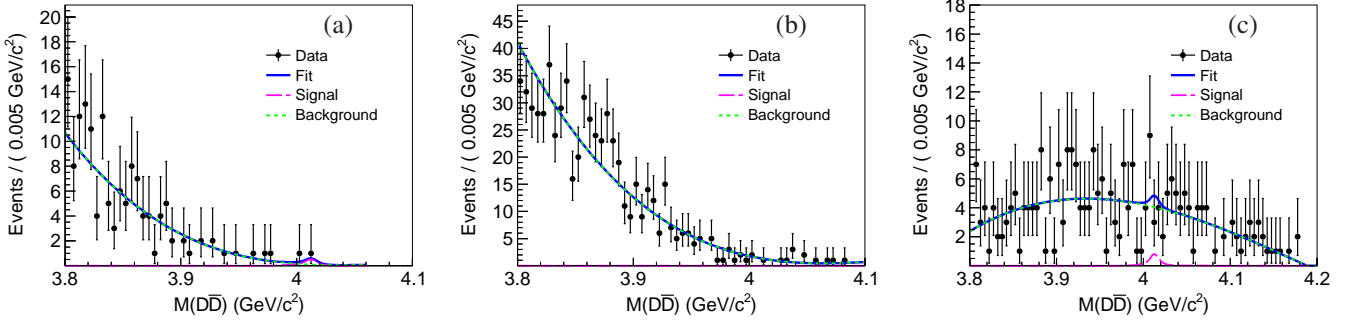 (a)
Events / ( 0.005 GeV/c²)
20
18
16
14
12
10
8
6
4
2
Data
Fit
Signal
Background
3.8 3.9 4 4.1
M(DD̅) (GeV/c²)
(b)
Events / ( 0.005 GeV/c²)
45
40
35
30
25
20
15
10
5
Data
Fit
Signal
Background
3.8 3.9 4 4.1
M(DD̅) (GeV/c²)
(c)
Events / ( 0.005 GeV/c²)
18
16
14
12
10
8
6
4
2
0
Data
Fit
Signal
Background
3.8 3.9 4 4.1 4.2
M(DD̅) (GeV/c²)